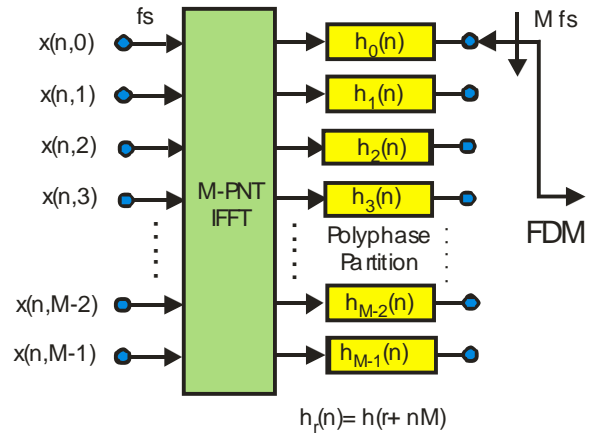 fs
M fs
x(n,0)
h0(n)
x(n,1)
h1(n)
x(n,2)
h2(n)
x(n,3)
M-PNT
IFFT
h3(n)
FDM
Polyphase
Partition
x(n,M-2)
hM-2(n)
x(n,M-1)
hM-1(n)
hr(n)= h(r+ nM)